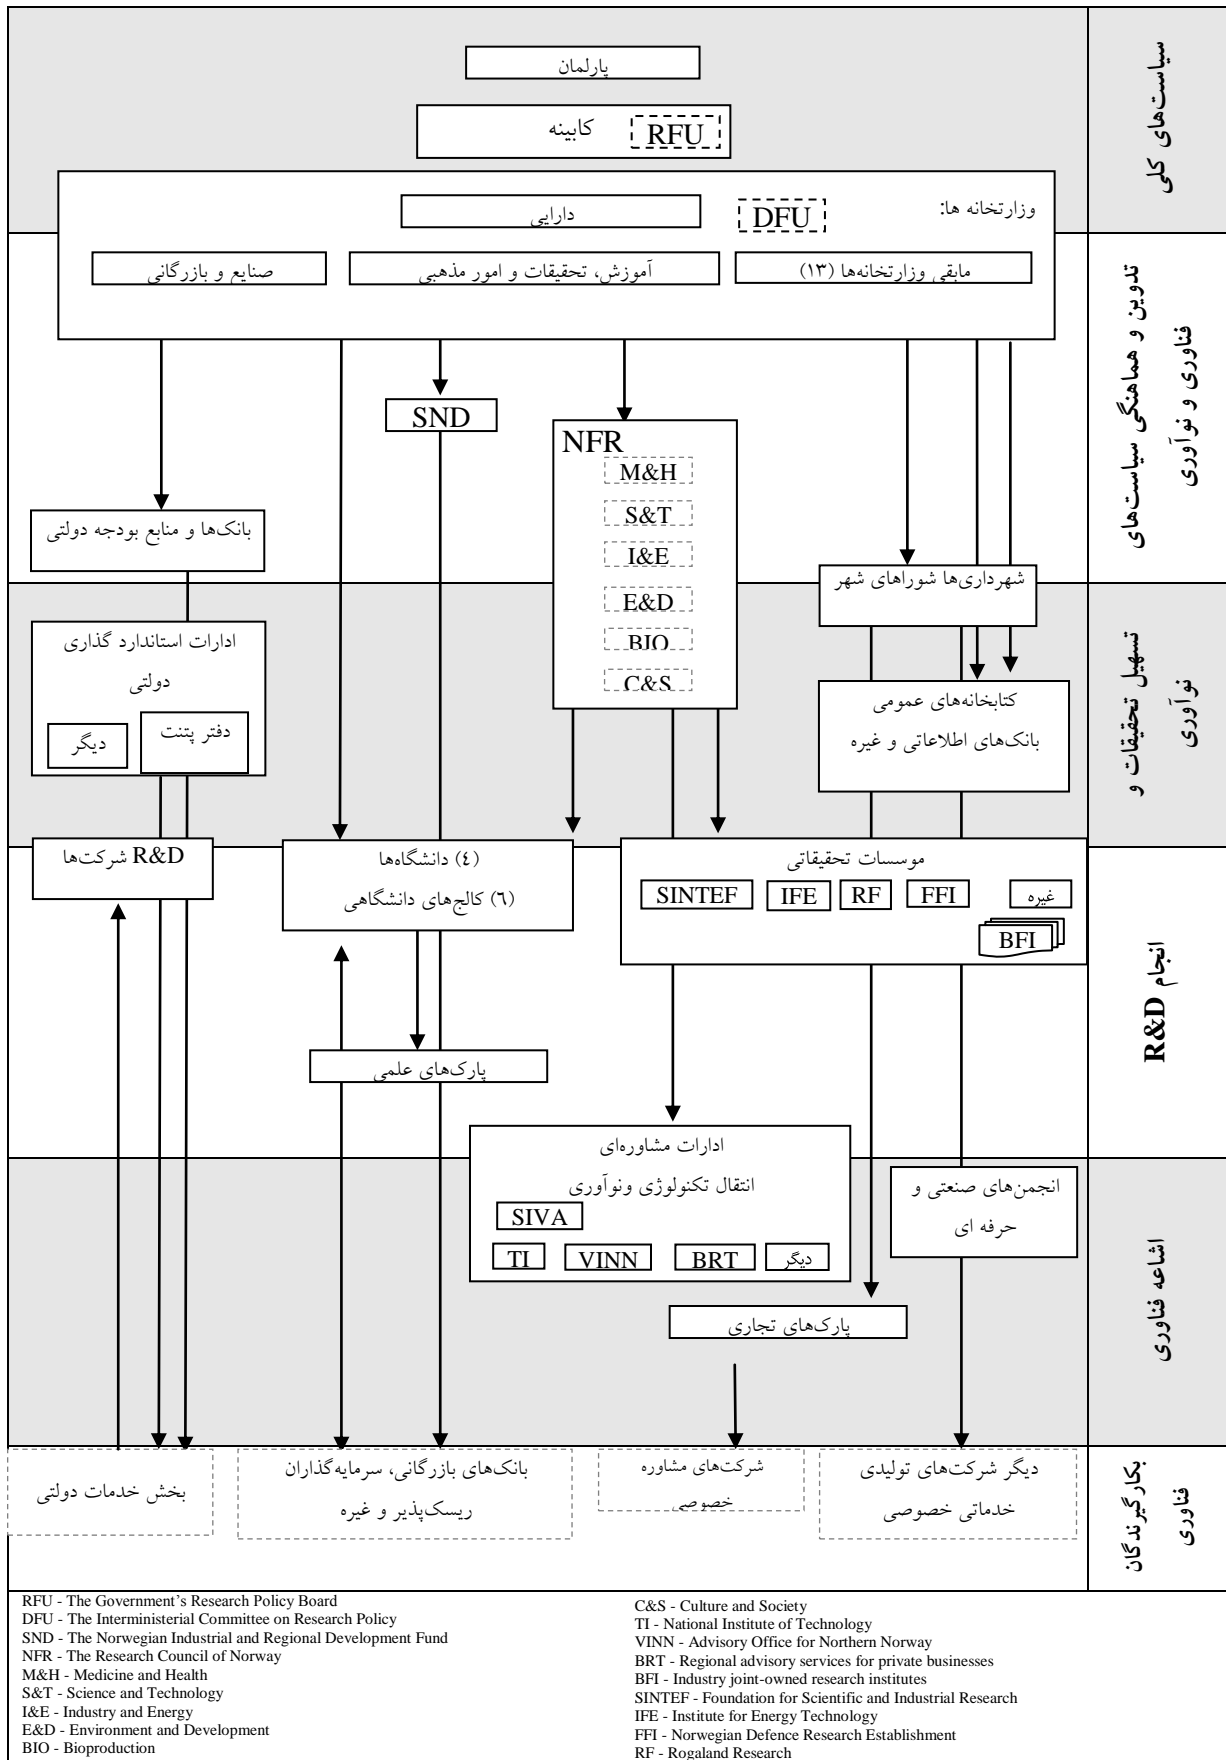 سیاست‌های کلی
پارلمان
کابینه
RFU
وزارتخانه ها:
DFU
دارایی
مابقی وزارتخانه‌ها (١٣)
آموزش، تحقیقات و امور مذهبی
صنایع و بازرگانی
تدوین و هماهنگی سیاست‌های
فناوری و نوآوری
SND
NFR
M&H
S&T
I&E
E&D
BIO
C&S
بانک‌ها و منابع بودجه دولتی
شهرداری‌ها شوراهای شهر
تسهیل تحقیقات و
نوآوری
ادارات استاندارد گذاری
دولتی
دفتر پتنت
دیگر
کتابخانه‌های عمومی
بانک‌های اطلاعاتی و غیره
انجام
R&D
R&D شرکت‌ها
(٤) دانشگاه‌ها
(٦) کالج‌های دانشگاهی
موسسات تحقیقاتی
SINTEF
IFE
RF
FFI
غیره
BFI
پارک‌های علمی
اشاعه فناوری
ادارات مشاوره‌ای
انتقال تکنولوژی ونوآوری
SIVA
TI
VINN
BRT
دیگر
انجمن‌های صنعتی و
حرفه ای
پارک‌های تجاری
بکارگیرندگان
فناوری
دیگر شرکت‌های تولیدی
خدماتی خصوصی
شرکت‌های مشاوره
خصوصی
بانک‌های بازرگانی، سرمایه‌گذاران
ریسک‌پذیر و غیره
بخش خدمات دولتی
RFU - The Government’s Research Policy Board
DFU - The Interministerial Committee on Research Policy
SND - The Norwegian Industrial and Regional Development Fund
NFR - The Research Council of Norway
M&H - Medicine and Health
S&T - Science and Technology
I&E - Industry and Energy
E&D - Environment and Development
BIO - Bioproduction
C&S - Culture and Society
TI - National Institute of Technology
VINN - Advisory Office for Northern Norway
BRT - Regional advisory services for private businesses
BFI - Industry joint-owned research institutes
SINTEF - Foundation for Scientific and Industrial Research
IFE - Institute for Energy Technology
FFI - Norwegian Defence Research Establishment
RF - Rogaland Research